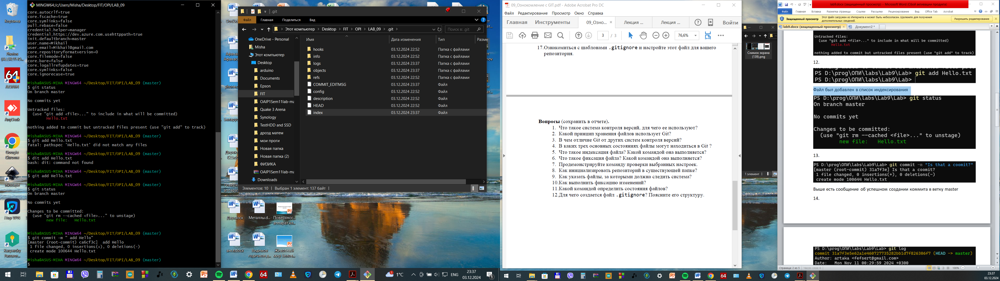 MINGW64:/c/Users/Misha/Desktop/FIT/OPI/LAB_09
core.autocrlf=true
core.fscache=true
core.symlinks=false
pull.rebase=false
credential.helper=manager
credential.https://dev.azure.com.usehttppath=true
init.defaultbranch=master
user.name=Mikhail
user.email=Mikhail@gmail.com
core.repositoryformatversion=0
core.filemode=false
core.bare=false
core.logallrefupdates=true
core.symlinks=false
core.ignorecase=true
Misha@ASUS-MIHA MINGW64 ~/Desktop/FIT/OPI/LAB_09 (master)
$ git status
On branch master
No commits yet
Untracked files:
(use "git add <file>..." to include in what will be committed)
Hello.txt
nothing added to commit but untracked files present (use "git add" to track)
Misha@ASUS-MIHA MINGW64 ~/Desktop/FIT/OPI/LAB_09 (master)
$ git add Hello.txt
fatal: pathspec 'Hello.txt' did not match any files
Misha@ASUS-MIHA MINGW64 ~/Desktop/FIT/OPI/LAB_09 (master)
$ dit add Hello.txt
bash: dit: command not found
Misha@ASUS-MIHA MINGW64 ~/Desktop/FIT/OPI/LAB_09 (master)
$ git add Hello.txt
Misha@ASUS-MIHA MINGW64 ~/Desktop/FIT/OPI/LAB_09 (master)
$ git status
On branch master
No commits yet
Changes to be committed:
(use "git rm --cached <file>..." to unstage)
new file:   Hello.txt
Misha@ASUS-MIHA MINGW64 ~/Desktop/FIT/OPI/LAB_09 (master)
$ git commit -m " add Hello"
[master (root-commit) ca6cf3c]  add Hello
1 file changed, 0 insertions(+), 0 deletions(-)
create mode 100644 Hello.txt
Misha@ASUS-MIHA MINGW64 ~/Desktop/FIT/OPI/LAB_09 (master)
$
Корзина
Photos
(ALEXEYHO...
AIDA64
AnyDesk
Google
Chrome
Inkscape
Пор VPN
Kaspersky
Passwor...
Дар.docx
Металлы.d...
Поверхнос...
аппарат кл...
англ.docx
Видимое
годичное д...
Животный
мир Белов...
.git
Файл Главная Поделиться Вид
Этот компьютер > Desktop > FIT > OPI > LAB_09 > .git >
Поиск в: .git
OneDrive - Personal
Misha
Этот компьютер
Desktop
arduino
Documents
Epson
FIT
OAIP1Sem11lab-ma
Quake 3 Arena
Synology
TestHDD and SSD
дрозд матем
мои проги
Новая папка
Новая папка (2)
ФИЗИКА
OAIP1Sem11lab-ma
Downloads
Имя Дата изменения Тип Разме
hooks 03.12.2024 22:52 Папка с файлами
info 03.12.2024 22:52 Папка с файлами
logs 03.12.2024 23:37 Папка с файлами
objects 03.12.2024 23:37 Папка с файлами
refs 03.12.2024 22:52 Папка с файлами
COMMIT_EDITMSG 03.12.2024 23:37 Файл
config 03.12.2024 22:52 Файл
description 03.12.2024 22:52 Файл
HEAD 03.12.2024 22:52 Файл
index 03.12.2024 23:37 Файл
Элементов: 10 Выбран 1 элемент: 137 байт
1°C ENG 23:37
03.12.2024
09_Ознокомление с GIT.pdf - Adobe Acrobat Pro DC
Файл Редактирование Просмотр Окно Справка
Главная Инструменты 09_Озно... Лекция ... Лекция ... Войти
3 / 3 76,6%
17.Ознакомиться с шаблонами .gitignore и настройте этот файл для вашего
репозитория.
Вопросы (сохранить в отчете).
1. Что такое система контроля версий, для чего ее используют?
2. Какой принцип хранения файлов использует Git?
3. В чем отличие Git от других систем контроля версий?
4. В каких трех основных состояниях файлы могут находиться в Git ?
5. Что такое индексация файла? Какой командой она выполняется?
6. Что такое фиксация файла? Какой командой она выполняется?
7. Продемонстрируйте команду проверки выбранных настроек.
8. Как инициализировать репозиторий в существующей папке?
9. Как указать файлы, за которыми должна следить система?
10.Как выполнить фиксацию изменений?
11.Какой командой определить состояния файлов?
12.Для чего создается файл .gitignore? Поясните его структуру.
Снимок экрана
(139).png
1 элемент
lab9.docx (защищенный просмотр) - Microsoft Word (Сбой активации продукта)
Файл Главная Вставка Разметка страницы Ссылки Рассылки Рецензирование Вид Office Tab Acrobat
Защищенный просмотр Этот файл загружен из Интернета и может быть небезопасен. Щелкните для получения
дополнительных сведений.
Разрешить редактирование
lab9.docx (защищенный просмотр) Документ2 *
Untracked files:
(use "git add <file>..." to include in what will be committed)
Hello.txt
nothing added to commit but untracked files present (use "git add" to track)
12.
PS D:\prog\ОПИ\labs\Lab9\Lab> git add Hello.txt
PS D:\prog\ОПИ\labs\Lab9\Lab>
Файл был добавлен в список индексирования
PS D:\prog\ОПИ\labs\Lab9\Lab> git status
On branch master
No commits yet
Changes to be committed:
(use "git rm --cached <file>..." to unstage)
new file:   Hello.txt
13.
PS D:\prog\ОПИ\labs\Lab9\Lab> git commit -m "Is that a coomit?"
[master (root-commit) 31a7f3e] Is that a coomit?
1 file changed, 0 insertions(+), 0 deletions(-)
create mode 100644 Hello.txt
Выше есть сообщение об успешном создании коммита в ветку master
14.
PS D:\prog\ОПИ\labs\Lab9\Lab> git log
commit 31a7f3e5e62a1e460727735282bb1d7f826306f7 (HEAD -> master)
Author: artaka <fefsert@gmail.com>
Date:   Mon Nov 11 00:29:59 2024 +0300
Страница: 2 из 5 Число слов: 6 100%
23:37
03.12.2024